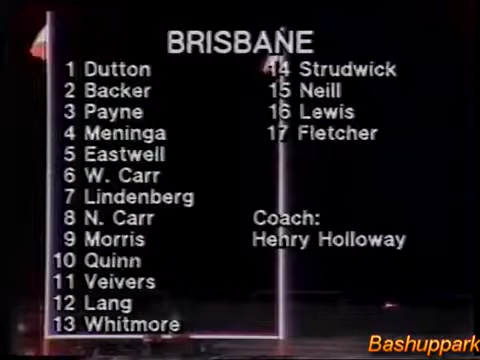 BRISBANE
1 Dutton
2 Backer
3 Payne
4 Meninga
5 Eastwell
6 W. Carr
7 Lindenberg
8 N. Carr
9 Morris
10 Quinn
11 Veivers
12 Lang
13 Whitmore
14 Strudwick
15 Neill
16 Lewis
17 Fletcher
Coach:
Henry Holloway
Bashuppark